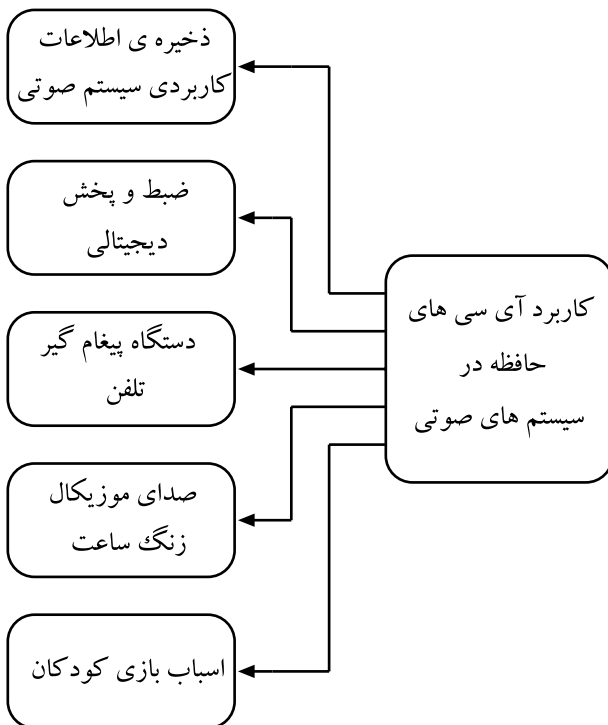 کاربرد آی سی های
حافظه در
سیستم های صوتی
ذخیره ی اطلاعات
کاربردی سیستم صوتی
ضبط و پخش
دیجیتالی
دستگاه پیغام گیر
تلفن
صدای موزیکال
زنگ ساعت
اسباب بازی کودکان